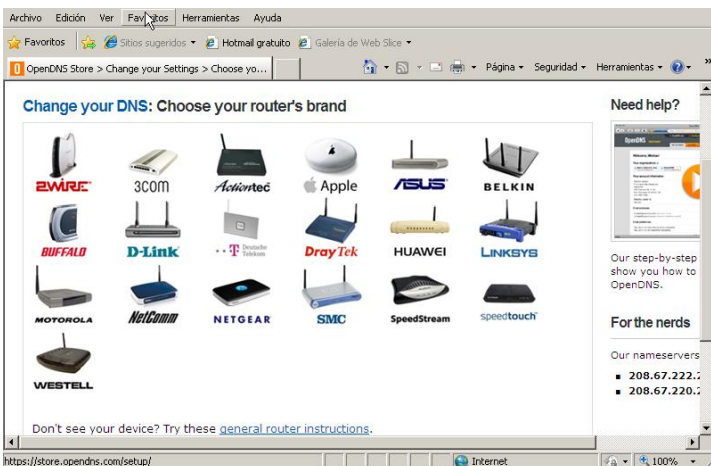 Archivo Edición Ver Favoritos Herramientas Ayuda
Favoritos Sitios sugeridos Hotmail gratuito Galería de Web Slice
OpenDNS Store > Change your Settings > Choose yo... Página Seguridad Herramientas
Change your DNS: Choose your router's brand
2WIRE 3COM Actiontec Apple ASUS BELKIN
BUFFALO D-Link T Deutsche Telekom DrayTek HUAWEI LINKSYS
MOTOROLA NetComm NETGEAR SMC SpeedStream speedtouch
WESTELL
Don't see your device? Try these general router instructions.
Need help?
OpenDNS
Our step-by-step
show you how to
OpenDNS.
For the nerds
Our nameservers
208.67.222.2
208.67.220.2
https://store.opendns.com/setup/ Internet 100%